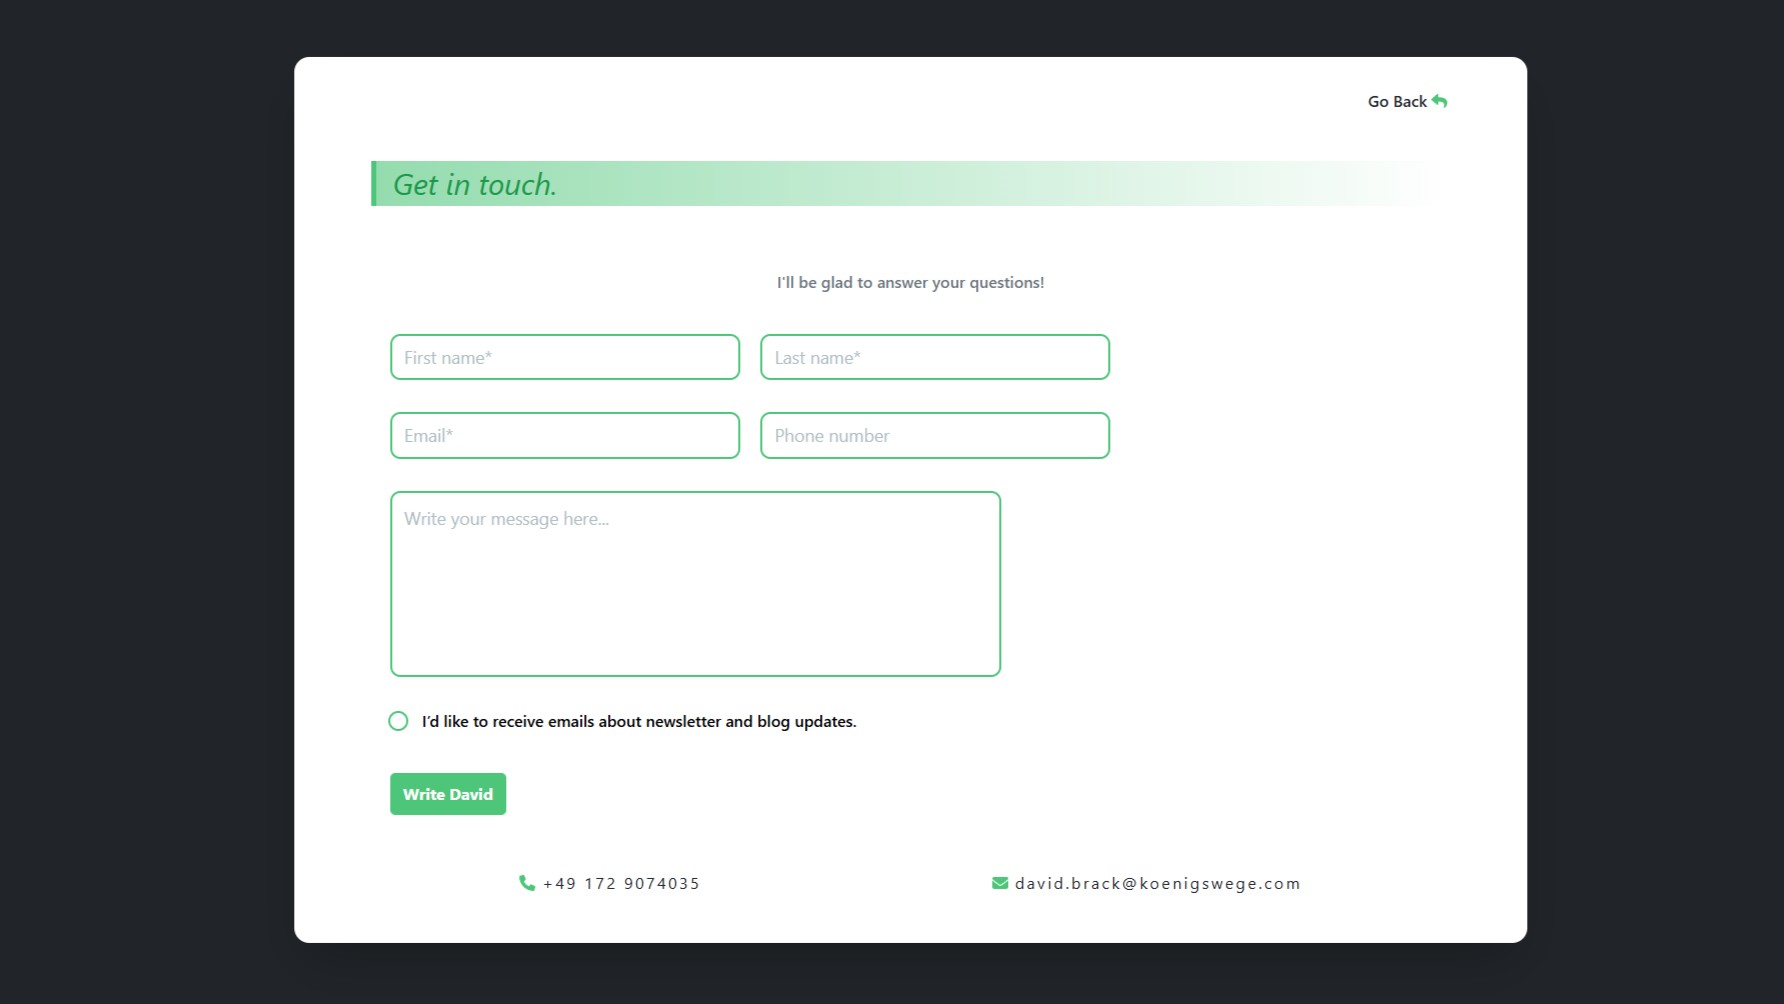 Go Back
Get in touch.
I'll be glad to answer your questions!
First name*
Last name*
Email*
Phone number
Write your message here...
I'd like to receive emails about newsletter and blog updates.
Write David
+49 172 9074035
david.brack@koenigswege.com